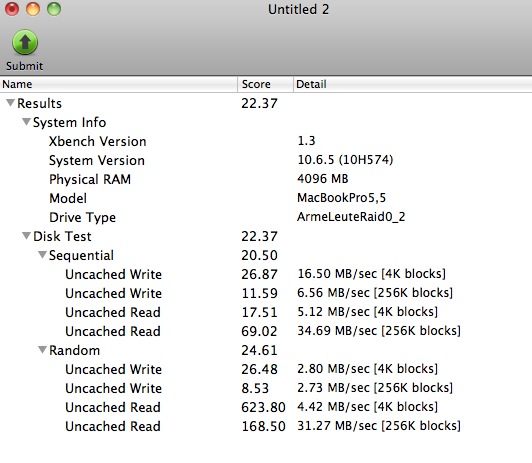 Untitled 2
Submit
Name Score Detail
Results 22.37
System Info
Xbench Version 1.3
System Version 10.6.5 (10H574)
Physical RAM 4096 MB
Model MacBookPro5,5
Drive Type ArmeLeuteRaid0_2
Disk Test 22.37
Sequential 20.50
Uncached Write 26.87 16.50 MB/sec [4K blocks]
Uncached Write 11.59 6.56 MB/sec [256K blocks]
Uncached Read 17.51 5.12 MB/sec [4K blocks]
Uncached Read 69.02 34.69 MB/sec [256K blocks]
Random 24.61
Uncached Write 26.48 2.80 MB/sec [4K blocks]
Uncached Write 8.53 2.73 MB/sec [256K blocks]
Uncached Read 623.80 4.42 MB/sec [4K blocks]
Uncached Read 168.50 31.27 MB/sec [256K blocks]